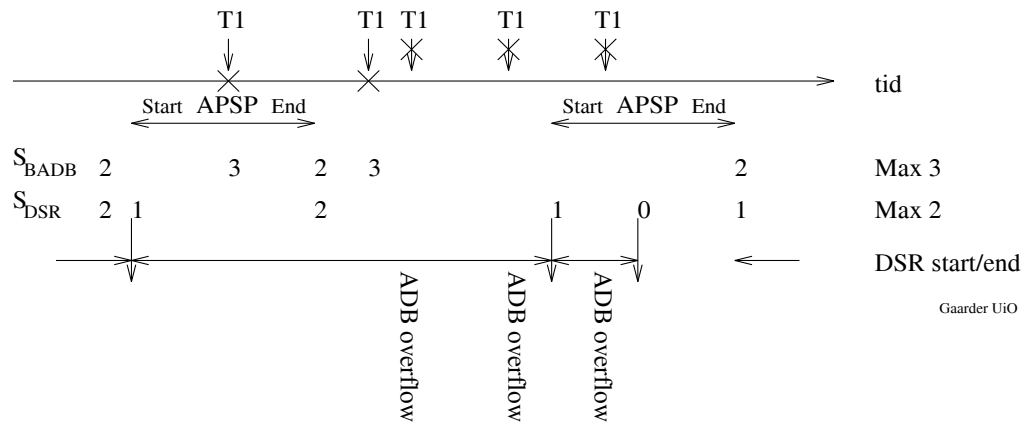 T1 T1 T1 T1 T1
tid
Start APSP End Start APSP End
S_BADB 2 3 2 3 2 Max 3
S_DSR 2 1 2 1 0 1 Max 2
DSR start/end
ADB overflow
ADB overflow
ADB overflow
Gaarder UiO